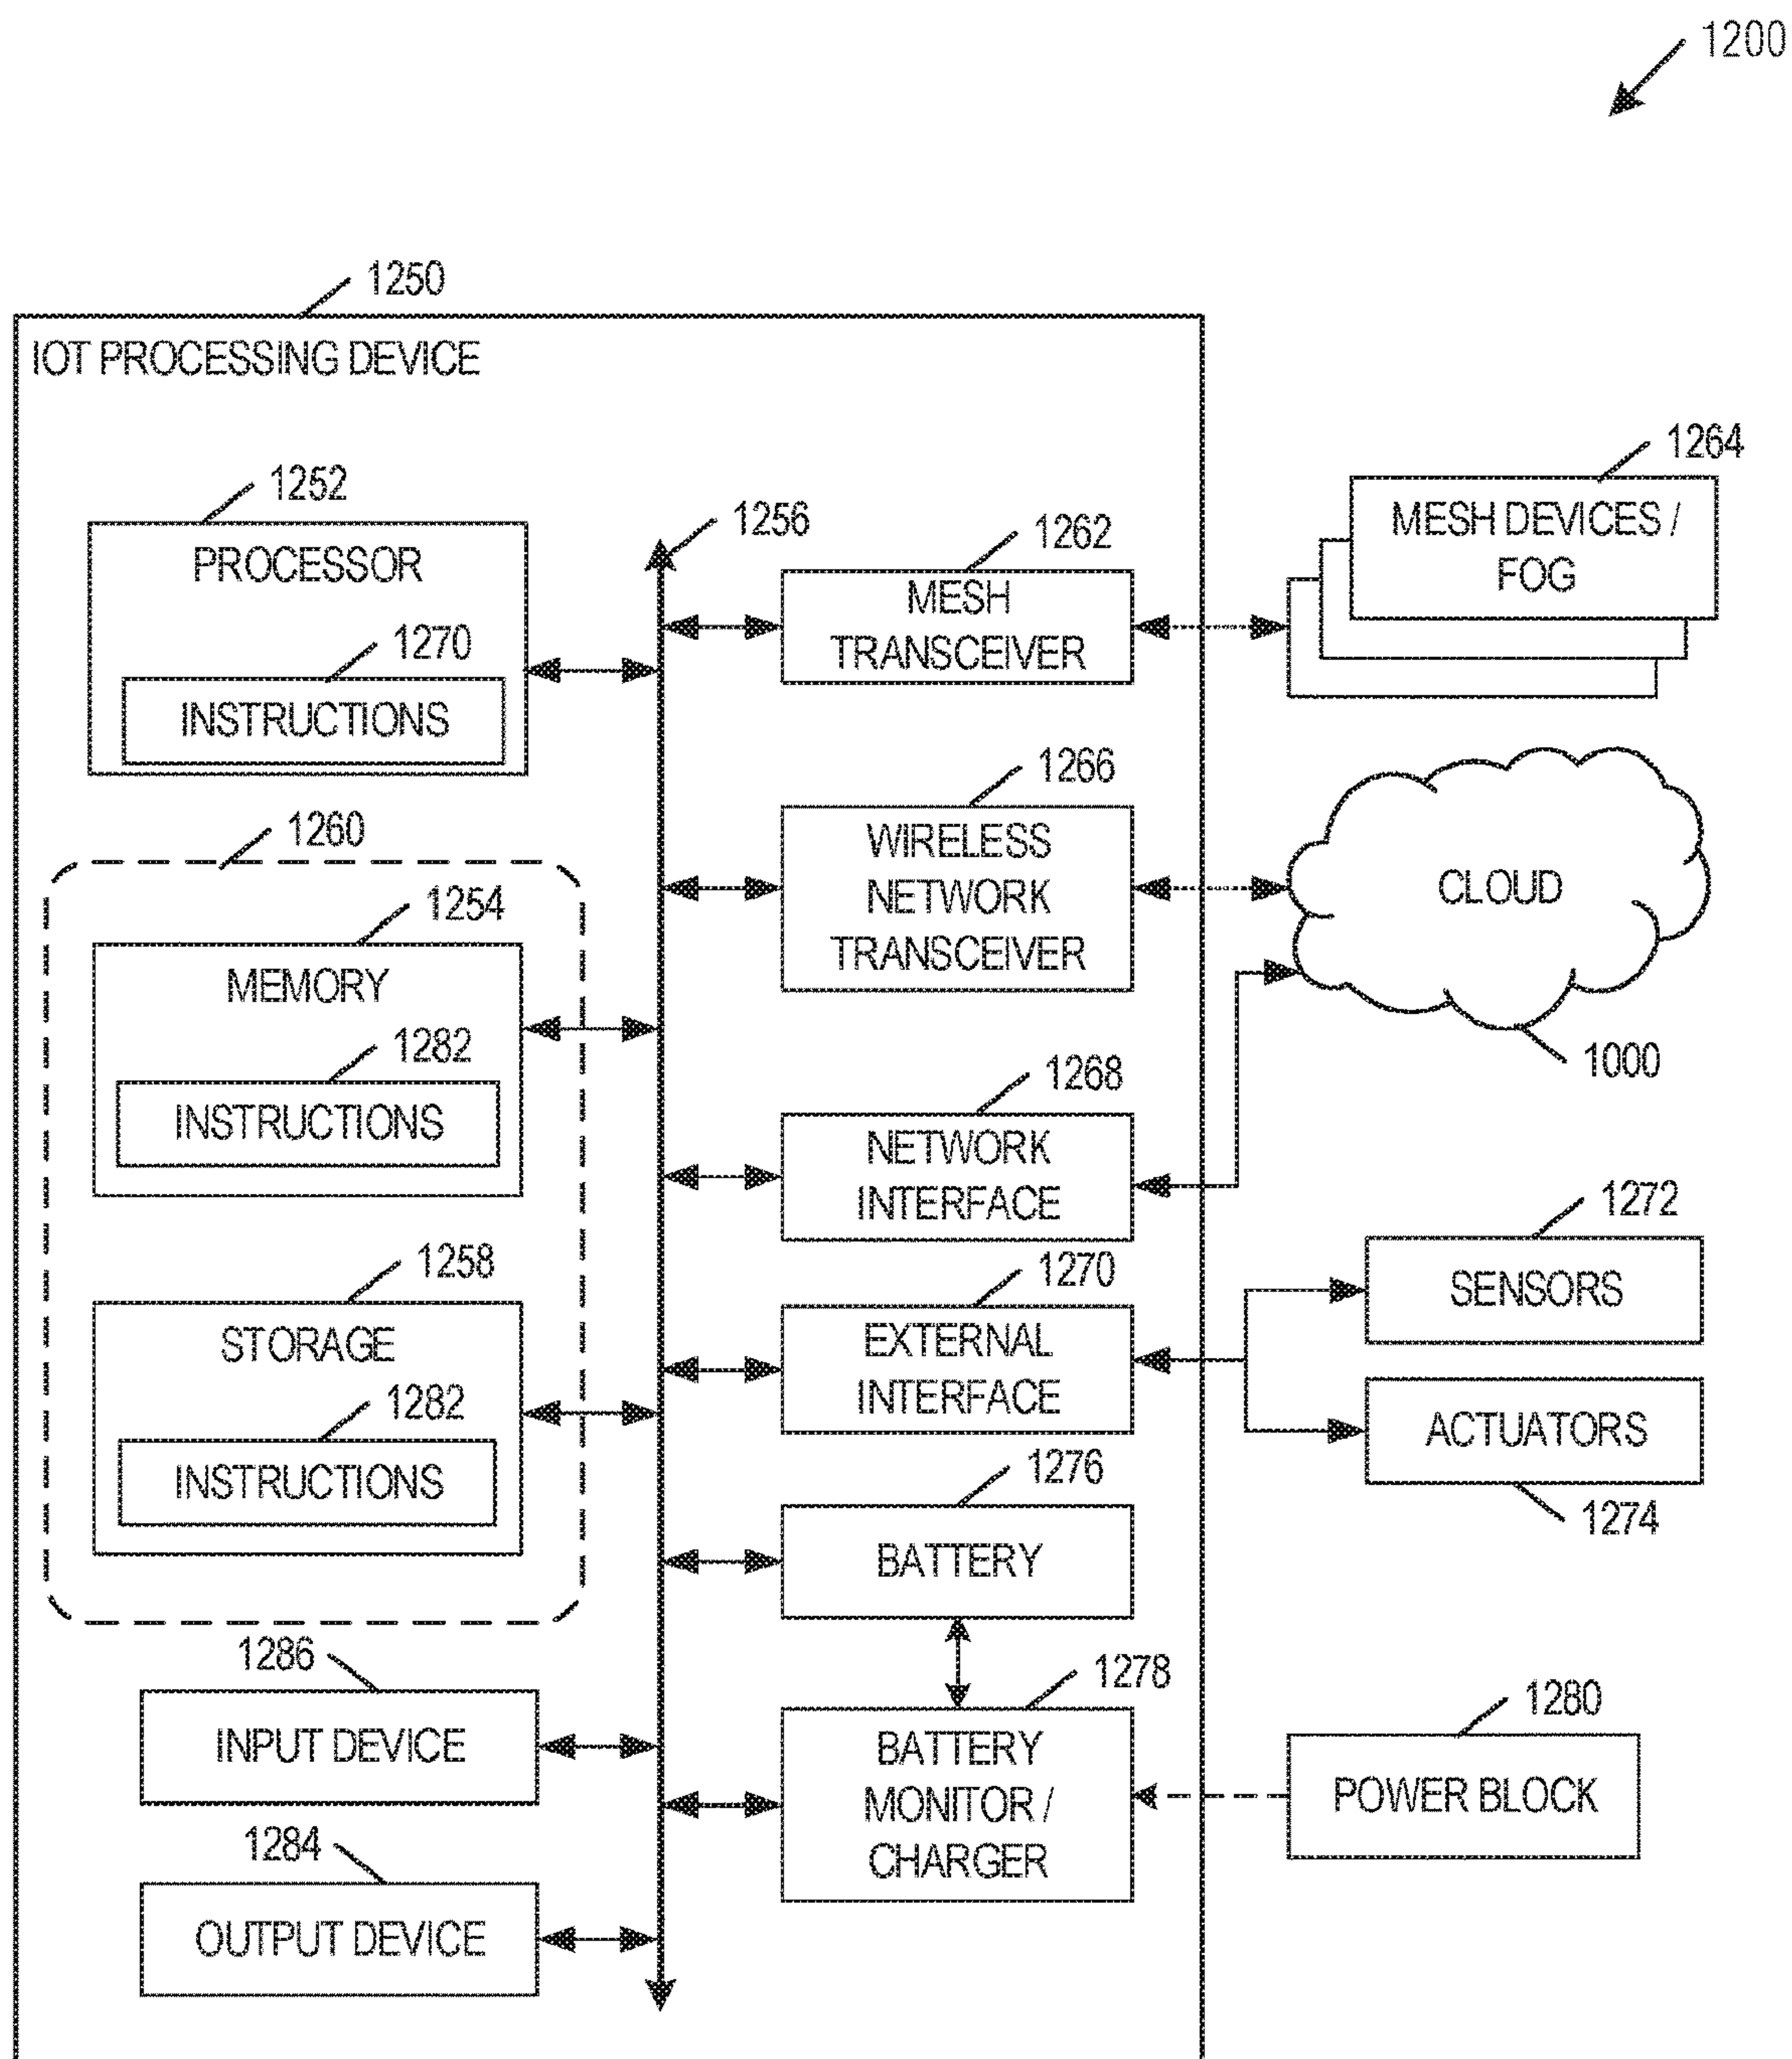 1200
1250
IOT PROCESSING DEVICE
1252
PROCESSOR
1270
INSTRUCTIONS
1256
1262
MESH
TRANSCEIVER
1264
MESH DEVICES /
FOG
1266
WIRELESS
NETWORK
TRANSCEIVER
CLOUD
1000
1260
1254
MEMORY
1282
INSTRUCTIONS
1268
NETWORK
INTERFACE
1258
STORAGE
1282
INSTRUCTIONS
1270
EXTERNAL
INTERFACE
1272
SENSORS
ACTUATORS
1274
1276
BATTERY
1286
INPUT DEVICE
1278
BATTERY
MONITOR /
CHARGER
1280
POWER BLOCK
1284
OUTPUT DEVICE